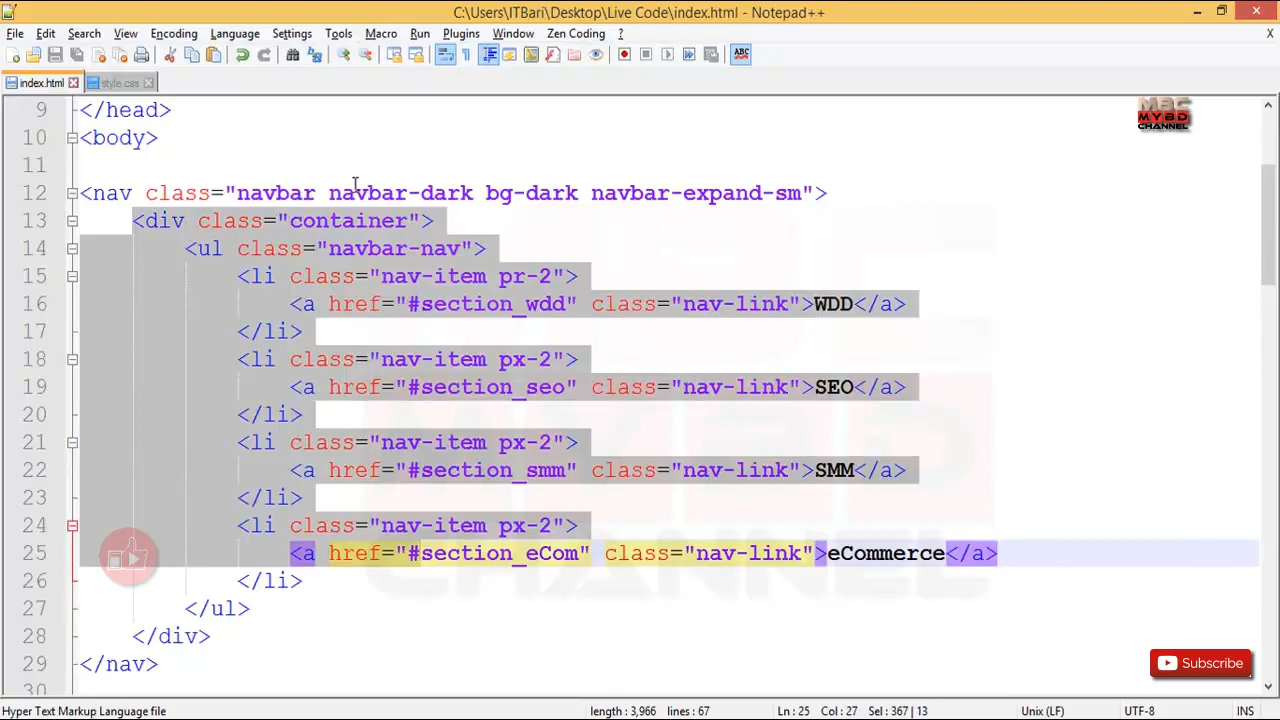 C:\Users\ITBari\Desktop\Live Code\index.html - Notepad++
File Edit Search View Encoding Language Settings Tools Macro Run Plugins Window Zen Coding ? X
ABC
index.html style.css
9 </head>
10 <body>
11
12 <nav class="navbar navbar-dark bg-dark navbar-expand-sm">
13 <div class="container">
14 <ul class="navbar-nav">
15 <li class="nav-item pr-2">
16 <a href="#section_wdd" class="nav-link">WDD</a>
17 </li>
18 <li class="nav-item px-2">
19 <a href="#section_seo" class="nav-link">SEO</a>
20 </li>
21 <li class="nav-item px-2">
22 <a href="#section_smm" class="nav-link">SMM</a>
23 </li>
24 <li class="nav-item px-2">
25 <a href="#section_eCom" class="nav-link">eCommerce</a>
26 </li>
27 </ul>
28 </div>
29 </nav>
30
MBC
MYBD
CHANNEL
Subscribe
Hyper Text Markup Language file length : 3,966 lines : 67 Ln : 25 Col : 27 Sel : 367 | 13 Unix (LF) UTF-8 INS